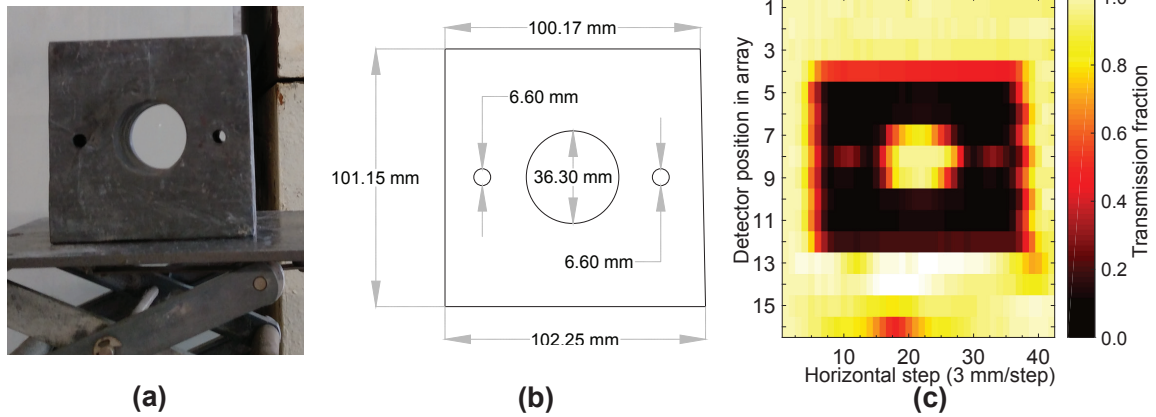 100.17 mm
6.60 mm
36.30 mm
101.15 mm
6.60 mm
102.25 mm
1
3
5
7
9
11
13
15
Detector position in array
10 20 30 40
Horizontal step (3 mm/step)
1.0
0.8
0.6
0.4
0.2
0.0
Transmission fraction
(a)
(b)
(c)